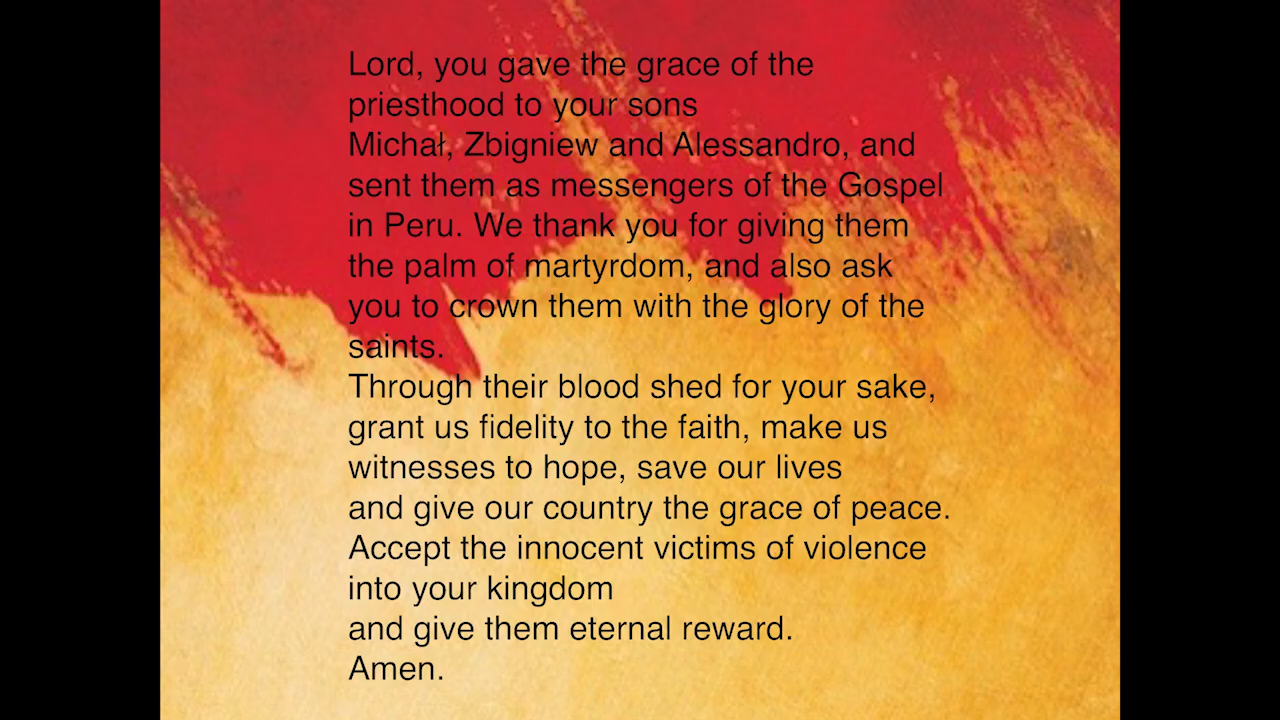 Lord, you gave the grace of the
priesthood to your sons
Michał, Zbigniew and Alessandro, and
sent them as messengers of the Gospel
in Peru. We thank you for giving them
the palm of martyrdom, and also ask
you to crown them with the glory of the
saints.
Through their blood shed for your sake,
grant us fidelity to the faith, make us
witnesses to hope, save our lives
and give our country the grace of peace.
Accept the innocent victims of violence
into your kingdom
and give them eternal reward.
Amen.